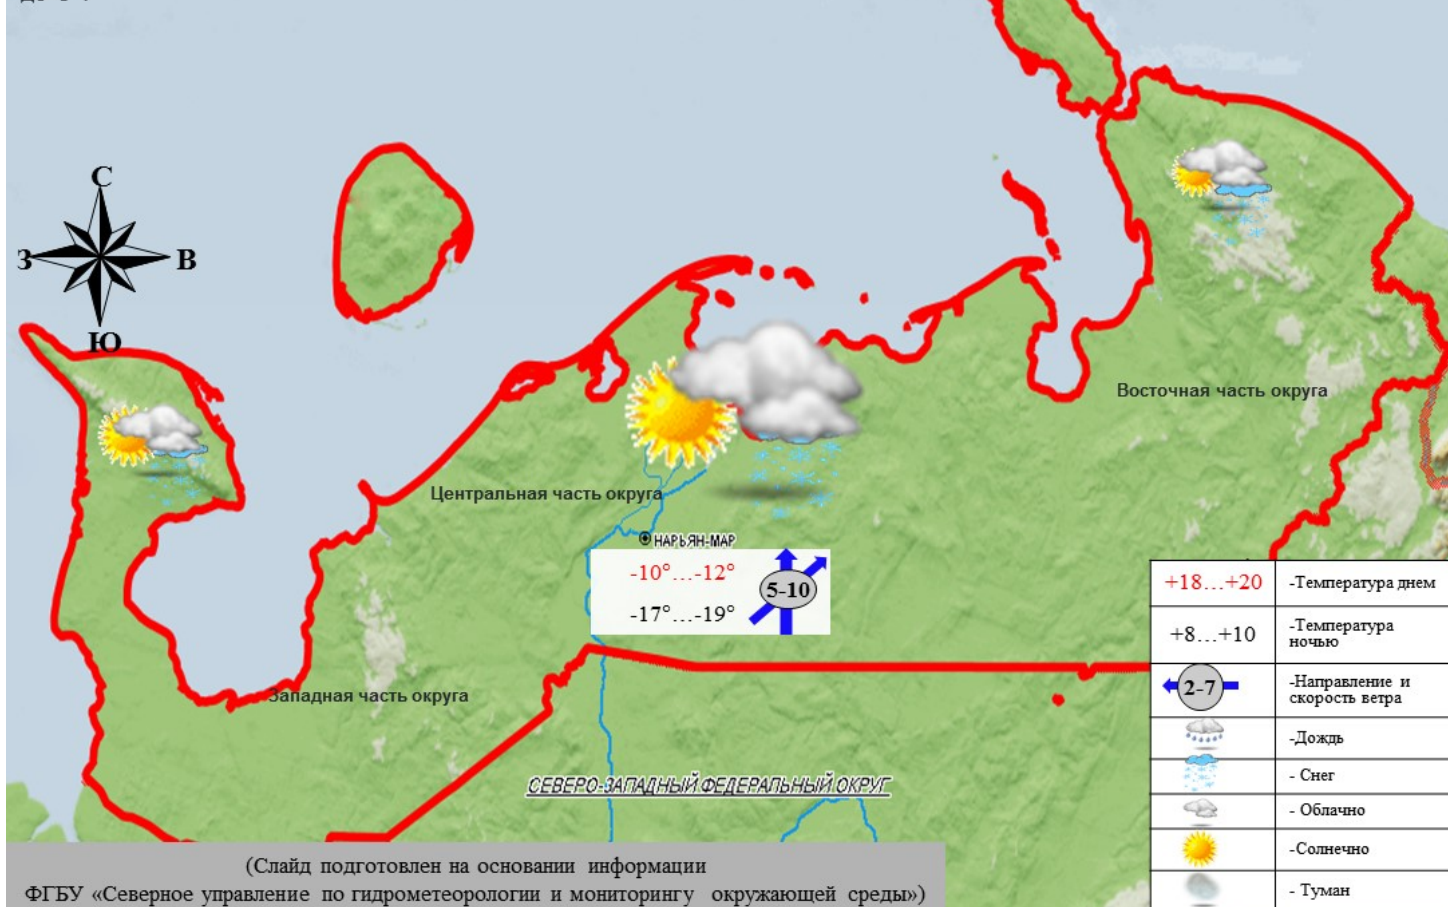 С
З
В
Ю
Восточная часть округа
Центральная часть округа
НАРЬЯН-МАР
-10°...-12°
5-10
-17°...-19°
Западная часть округа
СЕВЕРО-ЗАПАДНЫЙ ФЕДЕРАЛЬНЫЙ ОКРУГ
+18...+20
-Температура днем
+8...+10
-Температура
ночью
2-7
-Направление и
скорость ветра
-Дождь
- Снег
- Облачно
-Солнечно
- Туман
(Слайд подготовлен на основании информации
ФГБУ «Северное управление по гидрометеорологии и мониторингу окружающей среды»)